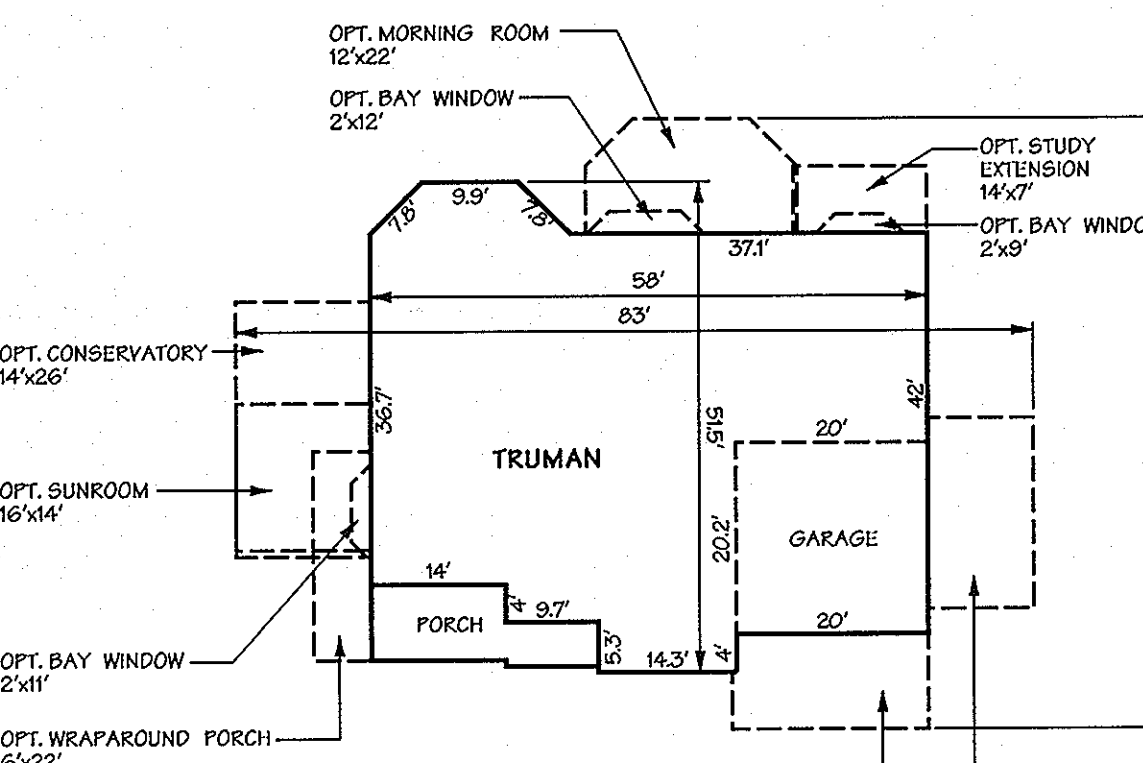 OPT. MORNING ROOM
12'x22'
OPT. BAY WINDOW
2'x12'
OPT. STUDY
EXTENSION
14'x7'
OPT. BAY WINDO
2'x9'
7.8'
9.9'
7.8'
37.1'
58'
83'
OPT. CONSERVATORY
14'x26'
36.7'
51.5'
42'
20'
TRUMAN
OPT. SUNROOM
16'x14'
20.2'
GARAGE
14'
4'
9.7'
PORCH
20'
5.3'
14.3'
4'
OPT. BAY WINDOW
2'x11'
OPT. WRAPAROUND PORCH
6'x22'